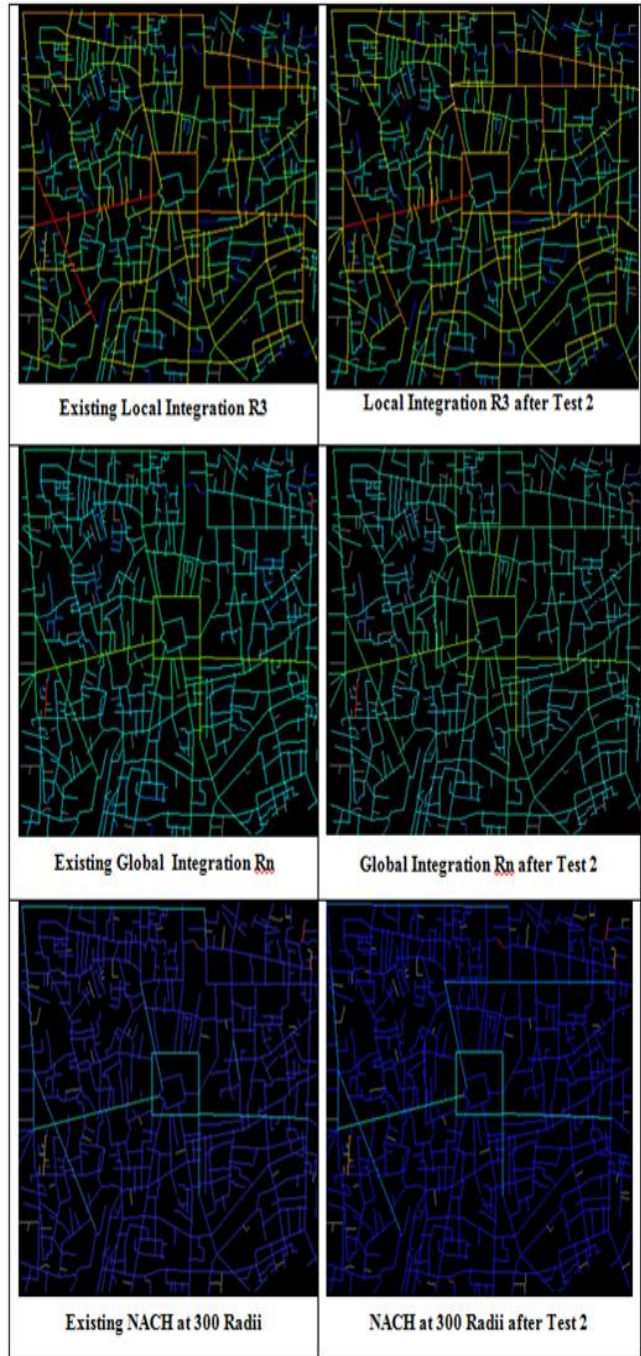 Existing Local Integration R3
Local Integration R3 after Test 2
Existing Global Integration Rn
Global Integration Rn after Test 2
Existing NACH at 300 Radii
NACH at 300 Radii after Test 2